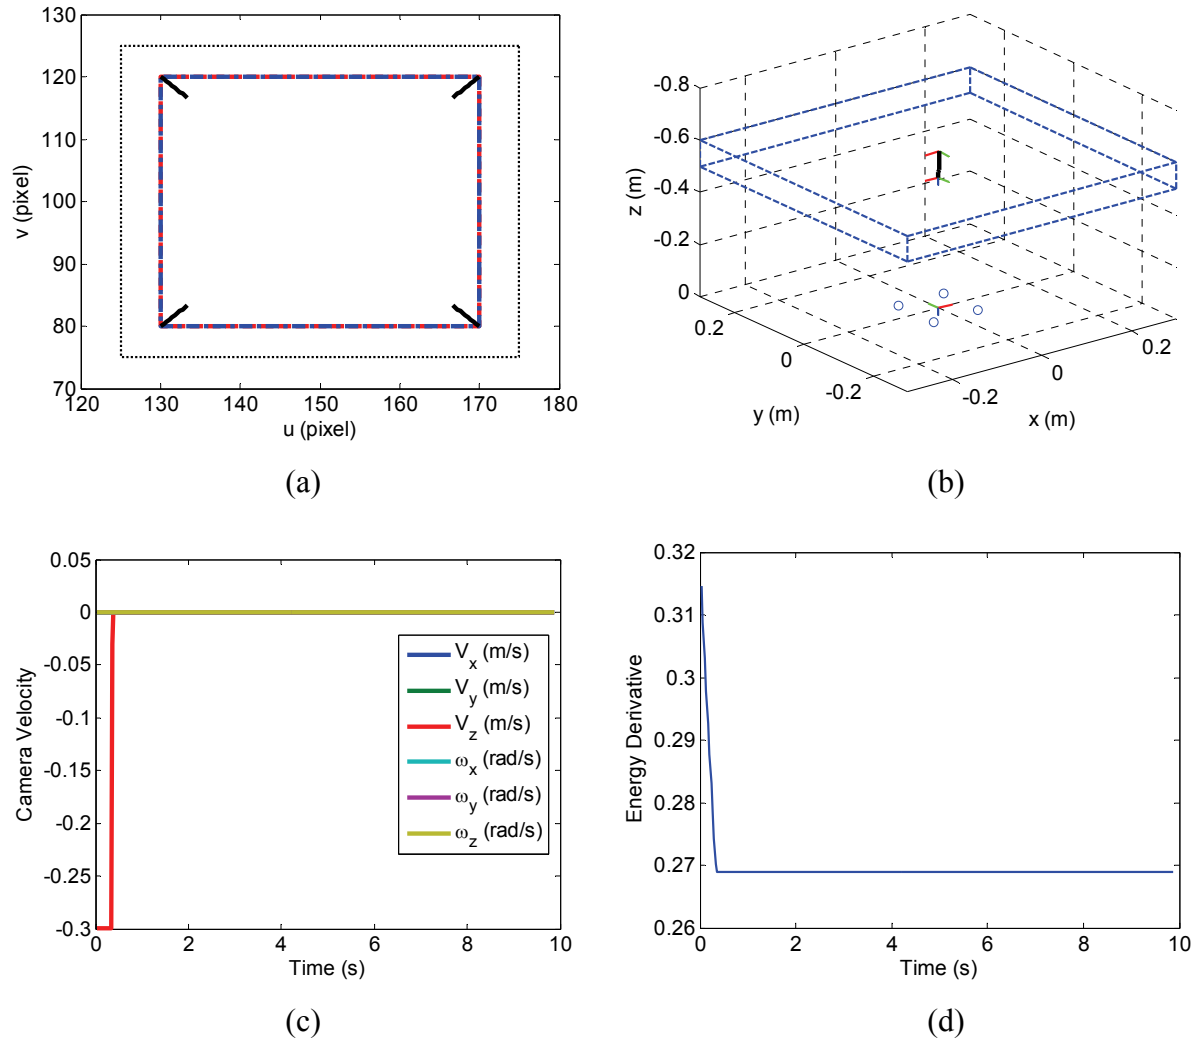 130
120
110
100
90
80
70
v (pixel)
120
130
140
150
160
170
180
u (pixel)
(a)
-0.8
-0.6
-0.4
-0.2
0
z (m)
0.2
0
-0.2
y (m)
-0.2
0
0.2
x (m)
(b)
0.05
0
-0.05
-0.1
-0.15
-0.2
-0.25
-0.3
Camera Velocity
V_x (m/s)
V_y (m/s)
V_z (m/s)
ω_x (rad/s)
ω_y (rad/s)
ω_z (rad/s)
0
2
4
6
8
10
Time (s)
(c)
0.32
0.31
0.3
0.29
0.28
0.27
0.26
Energy Derivative
0
2
4
6
8
10
Time (s)
(d)